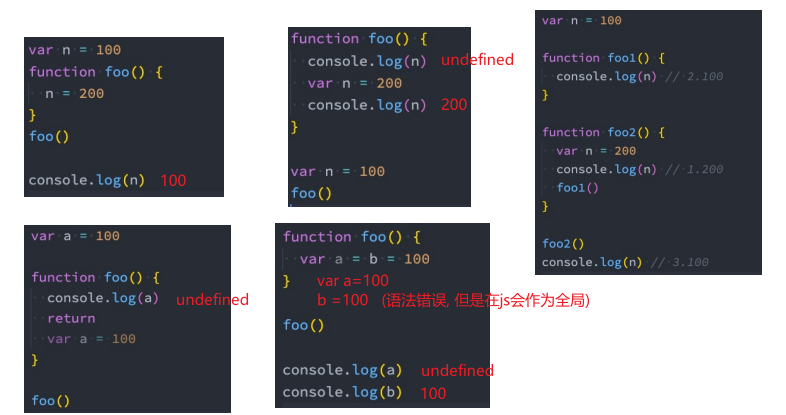 var n = 100
function foo() {
  n = 200
}
foo()
console.log(n) 100
function foo() {
  console.log(n) undefined
  var n = 200
  console.log(n) 200
}
var n = 100
foo()
var n = 100
function foo1() {
  console.log(n) // 2.100
}
function foo2() {
  var n = 200
  console.log(n) // 1.200
  foo1()
}
foo2()
console.log(n) // 3.100
var a = 100
function foo() {
  console.log(a) undefined
  return
  var a = 100
}
foo()
function foo() {
  var a = b = 100
} var a=100
b =100 (语法错误, 但是在js会作为全局)
foo()
console.log(a) undefined
console.log(b) 100